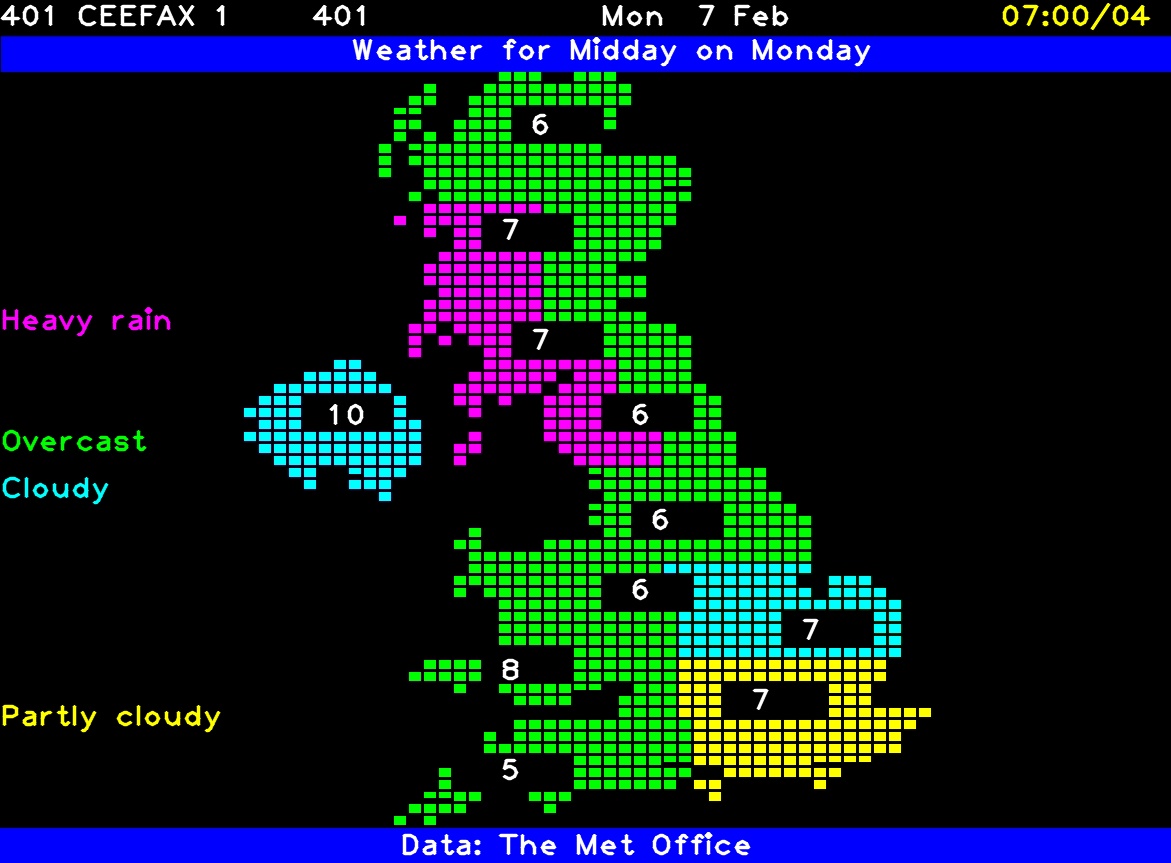 401 CEEFAX 1 401 Mon 7 Feb 07:00/04
Weather for Midday on Monday
6
7
Heavy rain
7
10 6
Overcast
Cloudy
6
6
7
8
7
Partly cloudy
5
Data: The Met Office